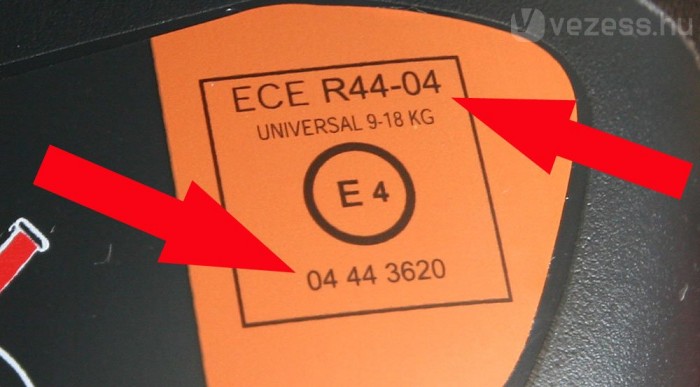 vezess.hu
ECE R44-04
UNIVERSAL 9-18 KG
E 4
04 44 3620